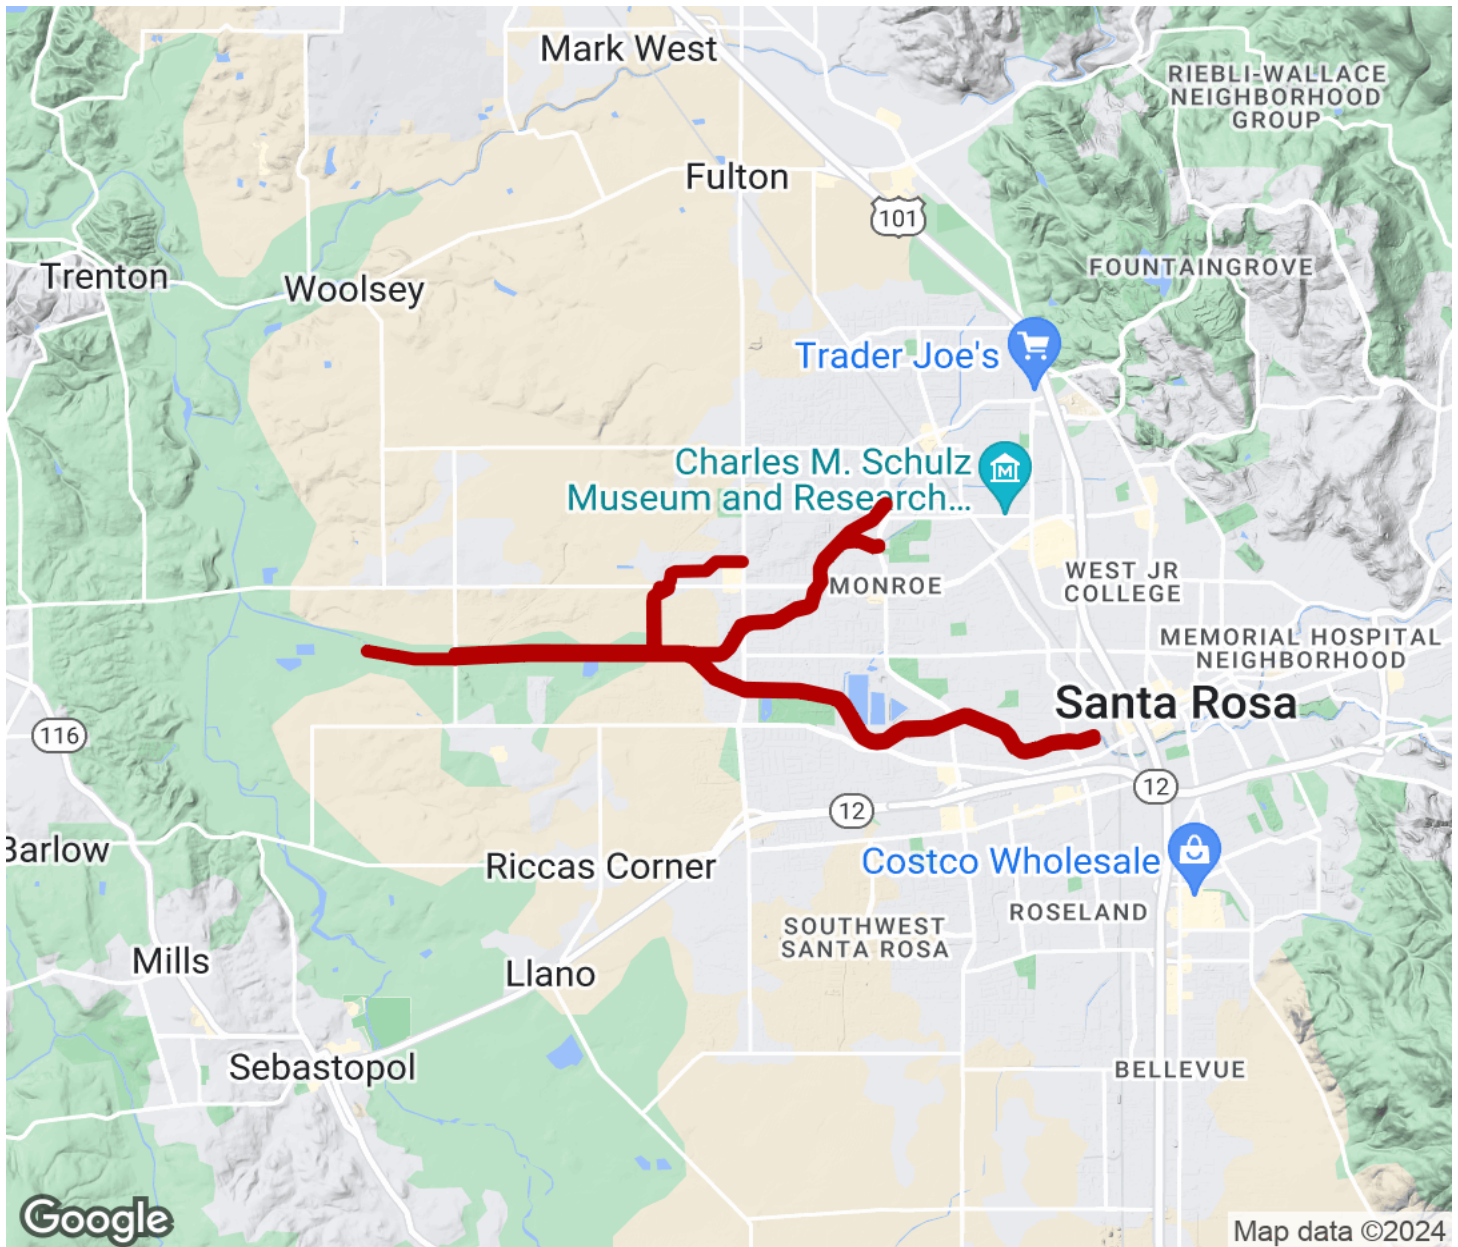 Mark West
RIEBLI-WALLACE
NEIGHBORHOOD
GROUP
Fulton
101
Trenton
Woolsey
FOUNTAINGROVE
Trader Joe's
Charles M. Schulz
Museum and Research...
MONROE
WEST JR
COLLEGE
MEMORIAL HOSPITAL
NEIGHBORHOOD
Santa Rosa
116
12
12
Barlow
Riccas Corner
Costco Wholesale
ROSELAND
SOUTHWEST
SANTA ROSA
Mills
Llano
Sebastopol
BELLEVUE
Google
Map data ©2024